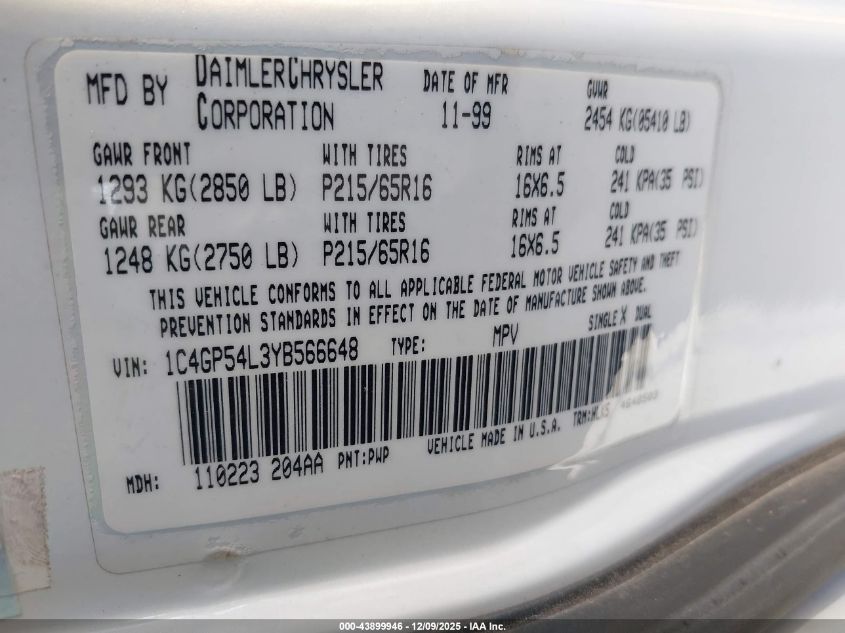 MFD BY DAIMLERCHRYSLER CORPORATION DATE OF MFR 11-99 GVWR 2454 KG(05410 LB)
GAWR FRONT WITH TIRES RIMS AT COLD
1293 KG(2850 LB) P215/65R16 16X6.5 241 KPA(35 PSI)
GAWR REAR WITH TIRES RIMS AT COLD
1248 KG(2750 LB) P215/65R16 16X6.5 241 KPA(35 PSI)
THIS VEHICLE CONFORMS TO ALL APPLICABLE FEDERAL MOTOR VEHICLE SAFETY AND THEFT
PREVENTION STANDARDS IN EFFECT ON THE DATE OF MANUFACTURE SHOWN ABOVE.
VIN: 1C4GP54L3YB566648 TYPE: MPV SINGLE X DUAL
VEHICLE MADE IN U.S.A.
MDH: 110223 204AA PNT:PWP
000-43899946 - 12/09/2025 - IAA Inc.